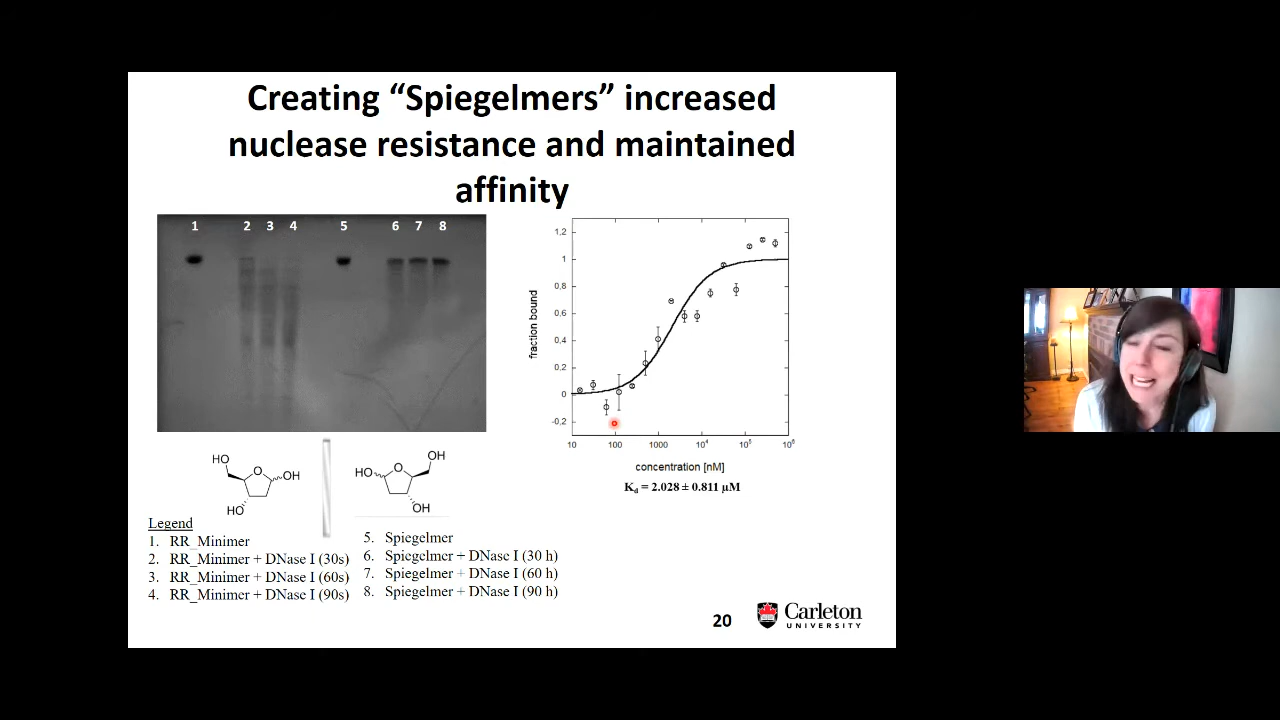 Creating “Spiegelmers” increased
nuclease resistance and maintained
affinity
1 2 3 4 5 6 7 8
1,2
1
0,8
0,6
0,4
0,2
0
-0,2
fraction bound
10 100 1000 10⁴ 10⁵ 10⁶
concentration [nM]
K_d = 2.028 ± 0.811 µM
HO O OH
HO
HO O OH
OH
Legend
1. RR_Minimer
2. RR_Minimer + DNase I (30s)
3. RR_Minimer + DNase I (60s)
4. RR_Minimer + DNase I (90s)
5. Spiegelmer
6. Spiegelmer + DNase I (30 h)
7. Spiegelmer + DNase I (60 h)
8. Spiegelmer + DNase I (90 h)
20
Carleton
UNIVERSITY